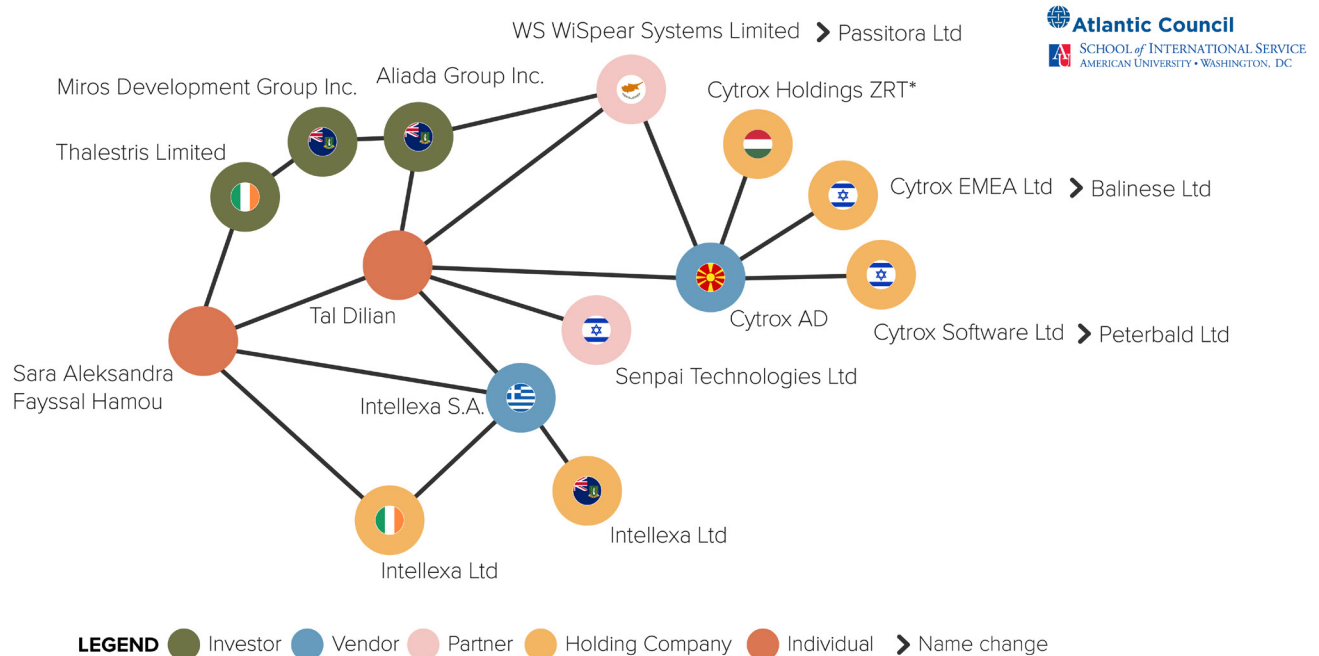 WS WiSpear Systems Limited > Passitora Ltd
Atlantic Council
SCHOOL of INTERNATIONAL SERVICE
AMERICAN UNIVERSITY • WASHINGTON, DC
Miros Development Group Inc.
Aliada Group Inc.
Cytrox Holdings ZRT*
Thalestris Limited
Cytrox EMEA Ltd > Balinese Ltd
Tal Dilian
Cytrox AD
Cytrox Software Ltd > Peterbald Ltd
Sara Aleksandra
Fayssal Hamou
Senpai Technologies Ltd
Intellexa S.A.
Intellexa Ltd
Intellexa Ltd
LEGEND Investor Vendor Partner Holding Company Individual > Name change